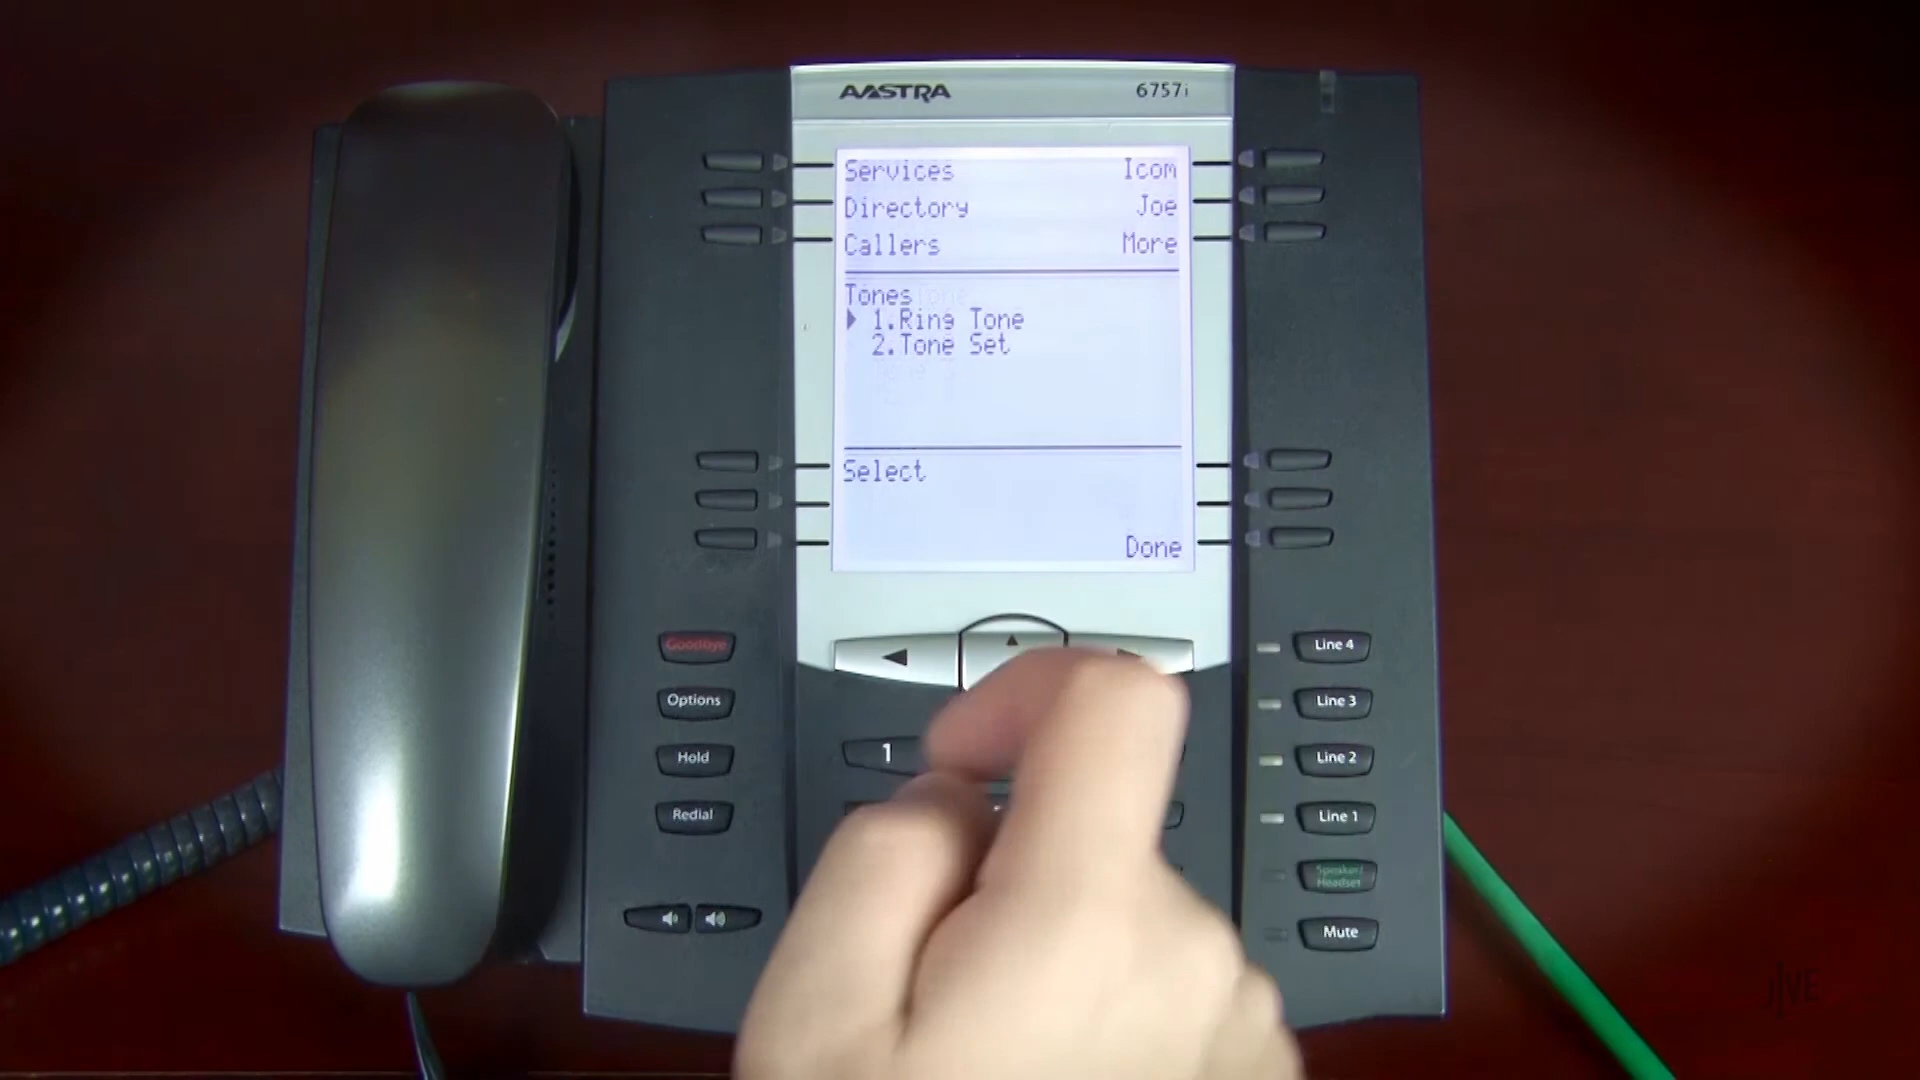 AASTRA 6757i
Services Icom
Directory Joe
Callers More
Tones
1.Ring Tone
2.Tone Set
Select
Done
Goodbye
Options
Hold
Redial
1
Line 4
Line 3
Line 2
Line 1
Speaker/
Headset
Mute
JIVE